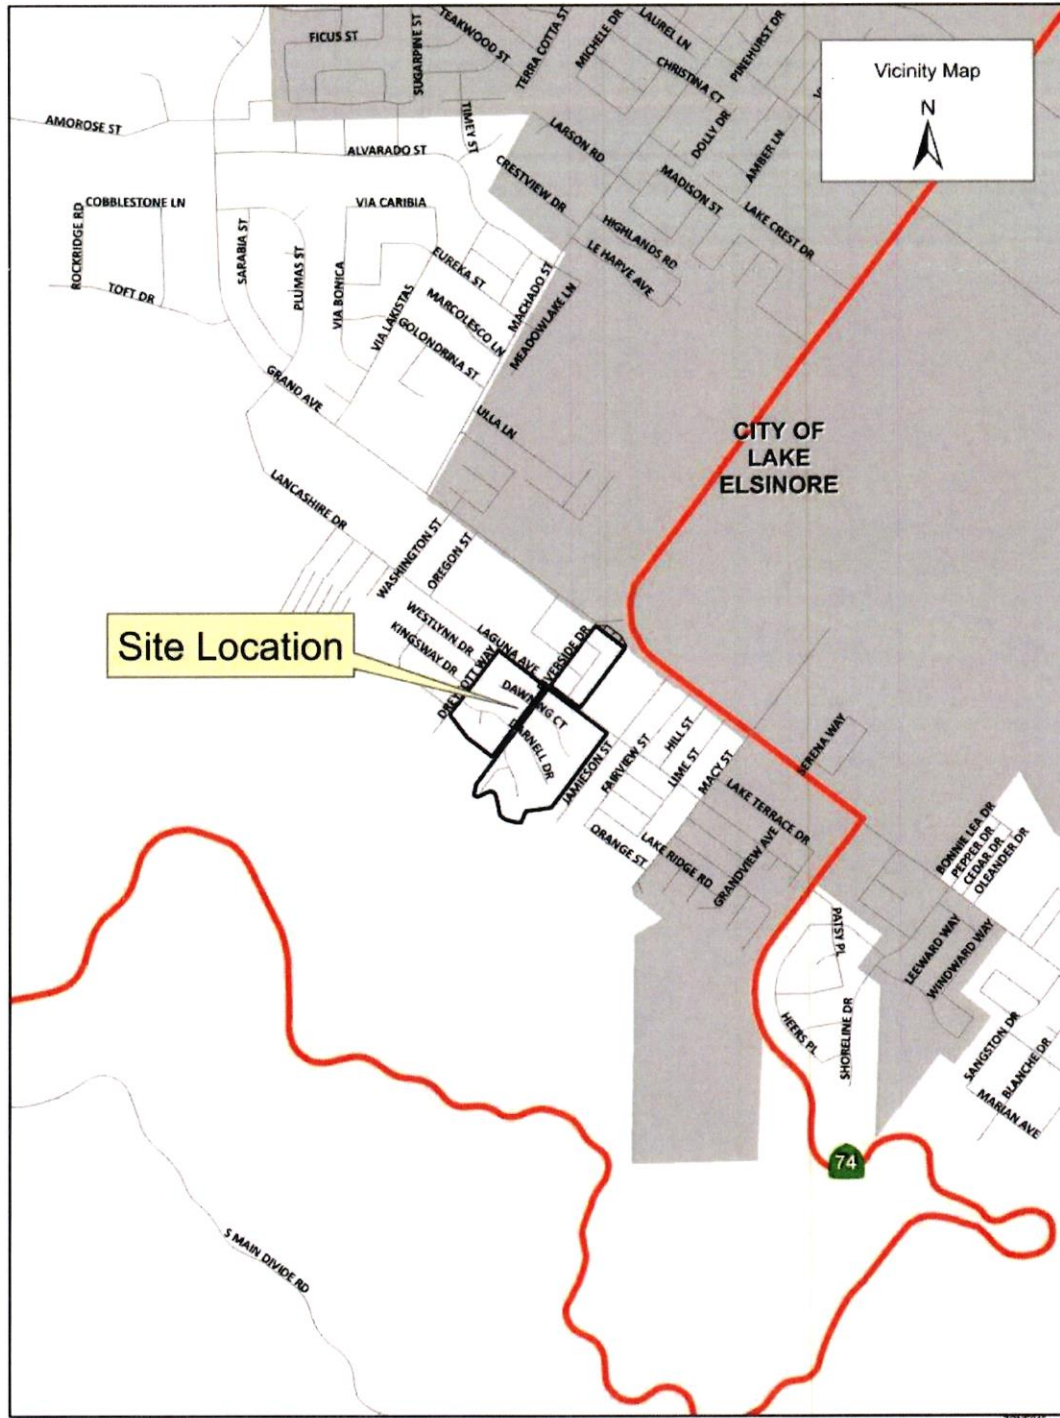 FICUS ST
SUGARPINE ST
TEAKWOOD ST
TERRA COTTA ST
MICHELE DR
LAUREL LN
CHRISTINA CT
PINEHURST DR
Vicinity Map
N
AMOROSE ST
TIMEY ST
ALVARADO ST
LARSON RD
CRESTVIEW DR
DOLLY DR
AMBER LN
MADISON ST
LAKE CREST DR
COBBLESTONE LN
ROCKRIDGE RD
TOFT DR
SARABIA ST
PLUMAS ST
VIA CARIBIA
VIA BONICA
VIA LAKISTAS
EUREKA ST
MARCOLESCO LN
GOLONDRINA ST
MACHADO ST
MEADOWLAKE LN
HIGHLANDS RD
LE HARVE AVE
GRAND AVE
ULLA LN
CITY OF
LAKE
ELSINORE
LANCASHIRE DR
WASHINGTON ST
OREGON ST
WESTLYNN DR
KINGSWAY DR
LAGUNA AVE
Site Location
DAWNING CT
DARNELL DR
JAMIESON ST
FAIRVIEW ST
HILL ST
LIME ST
MACY ST
SERENA WAY
LAKE TERRACE DR
ORANGE ST
LAKE RIDGE RD
GRANDVIEW AVE
BONNIE LEA DR
PEPPER DR
CEDAR DR
OLEANDER DR
PATSY PL
LEEWARD WAY
WINDWARD WAY
HEERS PL
SHORELINE DR
SANGSTON DR
BLANCHE DR
MARIAN AVE
74
S MAIN DIVIDE RD